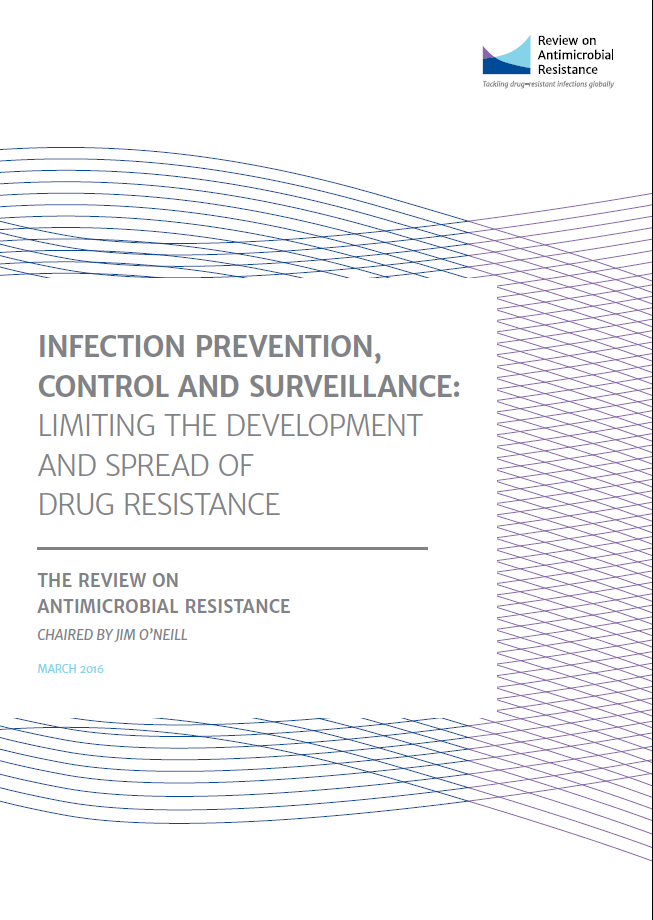 Review on
Antimicrobial
Resistance
Tackling drug-resistant infections globally
INFECTION PREVENTION,
CONTROL AND SURVEILLANCE:
LIMITING THE DEVELOPMENT
AND SPREAD OF
DRUG RESISTANCE
THE REVIEW ON
ANTIMICROBIAL RESISTANCE
CHAIRED BY JIM O’NEILL
MARCH 2016